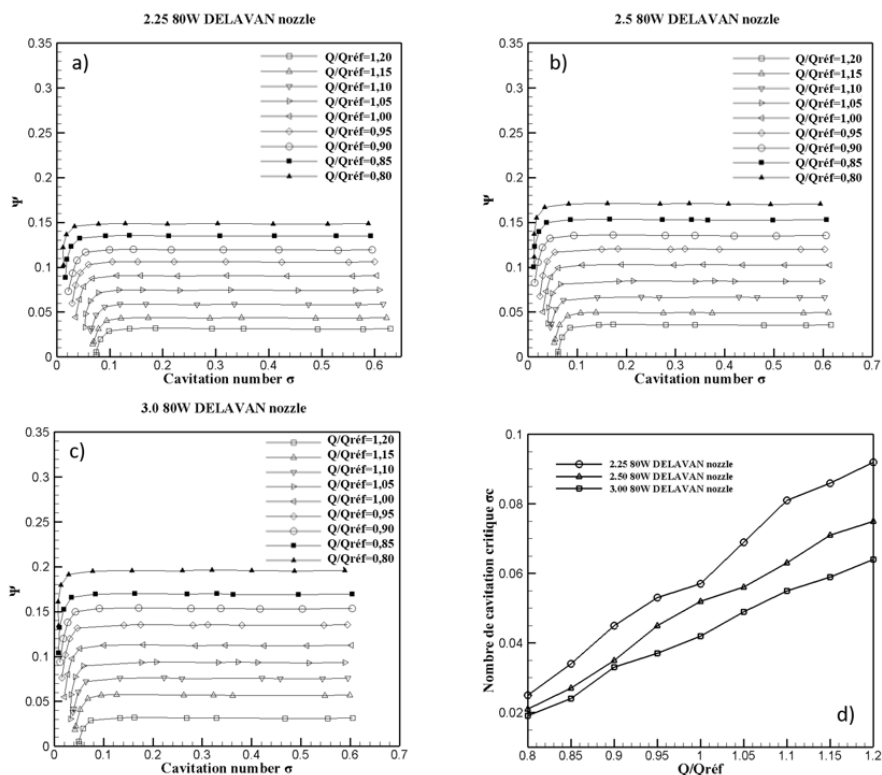 2.25 80W DELAVAN nozzle
a)
Q/Qréf=1,20
Q/Qréf=1,15
Q/Qréf=1,10
Q/Qréf=1,05
Q/Qréf=1,00
Q/Qréf=0,95
Q/Qréf=0,90
Q/Qréf=0,85
Q/Qréf=0,80
0.35
0.3
0.25
0.2
0.15
0.1
0.05
0
Ψ
0 0.1 0.2 0.3 0.4 0.5 0.6
Cavitation number σ
2.5 80W DELAVAN nozzle
b)
Q/Qréf=1,20
Q/Qréf=1,15
Q/Qréf=1,10
Q/Qréf=1,05
Q/Qréf=1,00
Q/Qréf=0,95
Q/Qréf=0,90
Q/Qréf=0,85
Q/Qréf=0,80
0.35
0.3
0.25
0.2
0.15
0.1
0.05
0
Ψ
0 0.1 0.2 0.3 0.4 0.5 0.6 0.7
Cavitation number σ
3.0 80W DELAVAN nozzle
c)
Q/Qréf=1,20
Q/Qréf=1,15
Q/Qréf=1,10
Q/Qréf=1,05
Q/Qréf=1,00
Q/Qréf=0,95
Q/Qréf=0,90
Q/Qréf=0,85
Q/Qréf=0,80
0.35
0.3
0.25
0.2
0.15
0.1
0.05
0
Ψ
0 0.1 0.2 0.3 0.4 0.5 0.6 0.7
Cavitation number σ
2.25 80W DELAVAN nozzle
2.50 80W DELAVAN nozzle
3.00 80W DELAVAN nozzle
0.1
0.08
0.06
0.04
0.02
Nombre de cavitation critique σc
d)
0.8 0.85 0.9 0.95 1 1.05 1.1 1.15 1.2
Q/Qréf